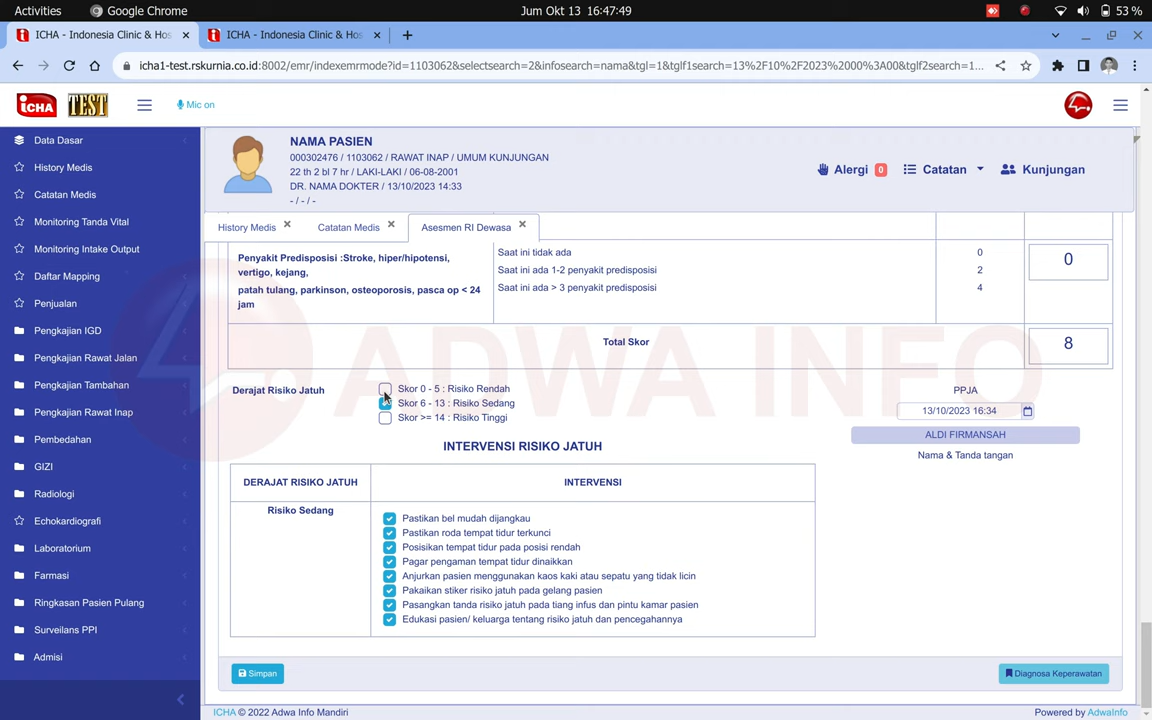 Activities
Google Chrome
Jum Okt 13 16:47:49
53 %
ICHA - Indonesia Clinic & Hos
ICHA - Indonesia Clinic & Hos
icha1-test.rskurnia.co.id:8002/emr/indexemrmode?id=1103062&selectsearch=2&infosearch=nama&tgl=1&tglf1search=13%2F10%2F2023%2000%3A00&tglf2search=1...
iCHA TEST
Mic on
Data Dasar
History Medis
Catatan Medis
Monitoring Tanda Vital
Monitoring Intake Output
Daftar Mapping
Penjualan
Pengkajian IGD
Pengkajian Rawat Jalan
Pengkajian Tambahan
Pengkajian Rawat Inap
Pembedahan
GIZI
Radiologi
Echokardiografi
Laboratorium
Farmasi
Ringkasan Pasien Pulang
Surveilans PPI
Admisi
NAMA PASIEN
000302476 / 1103062 / RAWAT INAP / UMUM KUNJUNGAN
22 th 2 bl 7 hr / LAKI-LAKI / 06-08-2001
DR. NAMA DOKTER / 13/10/2023 14:33
- / - / -
Alergi 0
Catatan
Kunjungan
History Medis
Catatan Medis
Asesmen RI Dewasa
Penyakit Predisposisi :Stroke, hiper/hipotensi,
vertigo, kejang,
patah tulang, parkinson, osteoporosis, pasca op < 24
jam
Saat ini tidak ada 0
Saat ini ada 1-2 penyakit predisposisi 2
Saat ini ada > 3 penyakit predisposisi 4
0
Total Skor 8
ADWA INFO
Derajat Risiko Jatuh
Skor 0 - 5 : Risiko Rendah
Skor 6 - 13 : Risiko Sedang
Skor >= 14 : Risiko Tinggi
PPJA
13/10/2023 16:34
ALDI FIRMANSAH
Nama & Tanda tangan
INTERVENSI RISIKO JATUH
DERAJAT RISIKO JATUH INTERVENSI
Risiko Sedang
Pastikan bel mudah dijangkau
Pastikan roda tempat tidur terkunci
Posisikan tempat tidur pada posisi rendah
Pagar pengaman tempat tidur dinaikkan
Anjurkan pasien menggunakan kaos kaki atau sepatu yang tidak licin
Pakaikan stiker risiko jatuh pada gelang pasien
Pasangkan tanda risiko jatuh pada tiang infus dan pintu kamar pasien
Edukasi pasien/ keluarga tentang risiko jatuh dan pencegahannya
Simpan
Diagnosa Keperawatan
ICHA © 2022 Adwa Info Mandiri
Powered by AdwaInfo